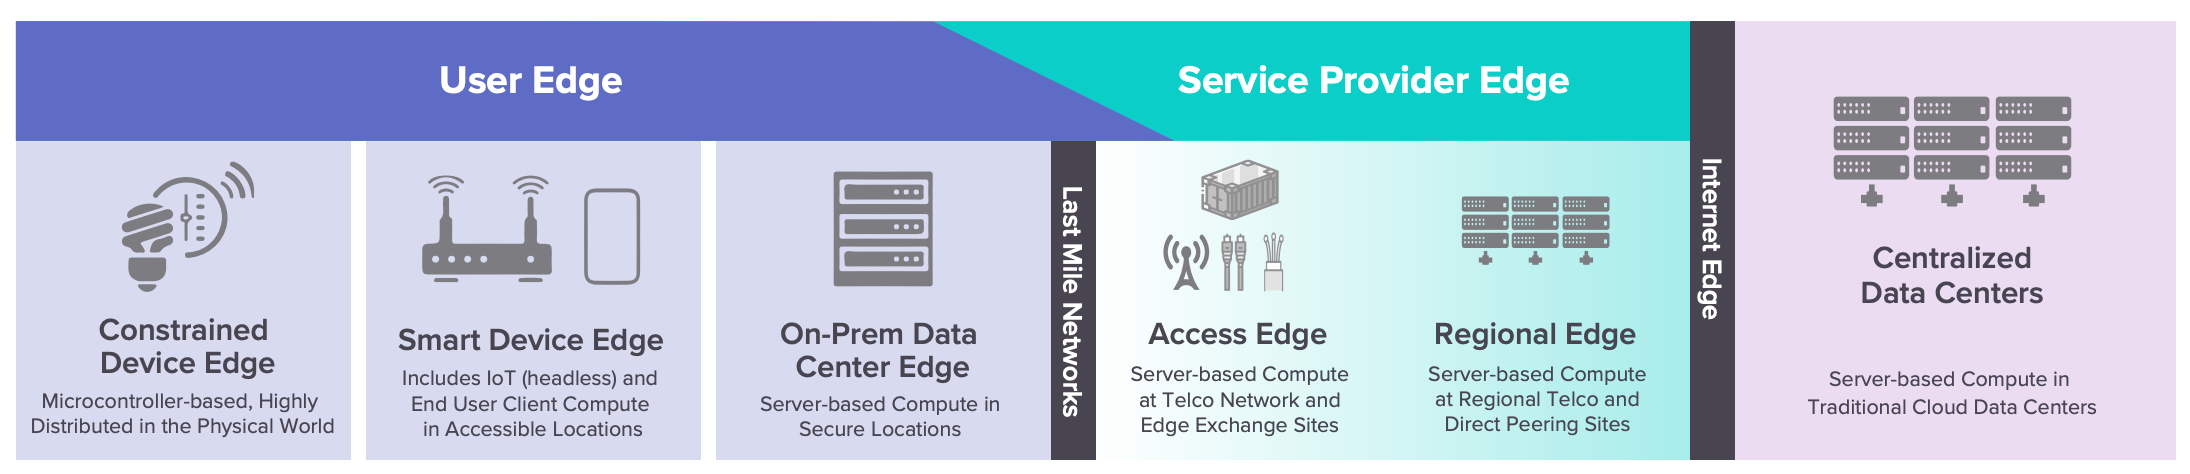 User Edge
Service Provider Edge
Constrained
Device Edge
Microcontroller-based, Highly
Distributed in the Physical World
Smart Device Edge
Includes IoT (headless) and
End User Client Compute
in Accessible Locations
On-Prem Data
Center Edge
Server-based Compute in
Secure Locations
Last Mile Networks
Access Edge
Server-based Compute
at Telco Network and
Edge Exchange Sites
Regional Edge
Server-based Compute
at Regional Telco and
Direct Peering Sites
Internet Edge
Centralized
Data Centers
Server-based Compute in
Traditional Cloud Data Centers